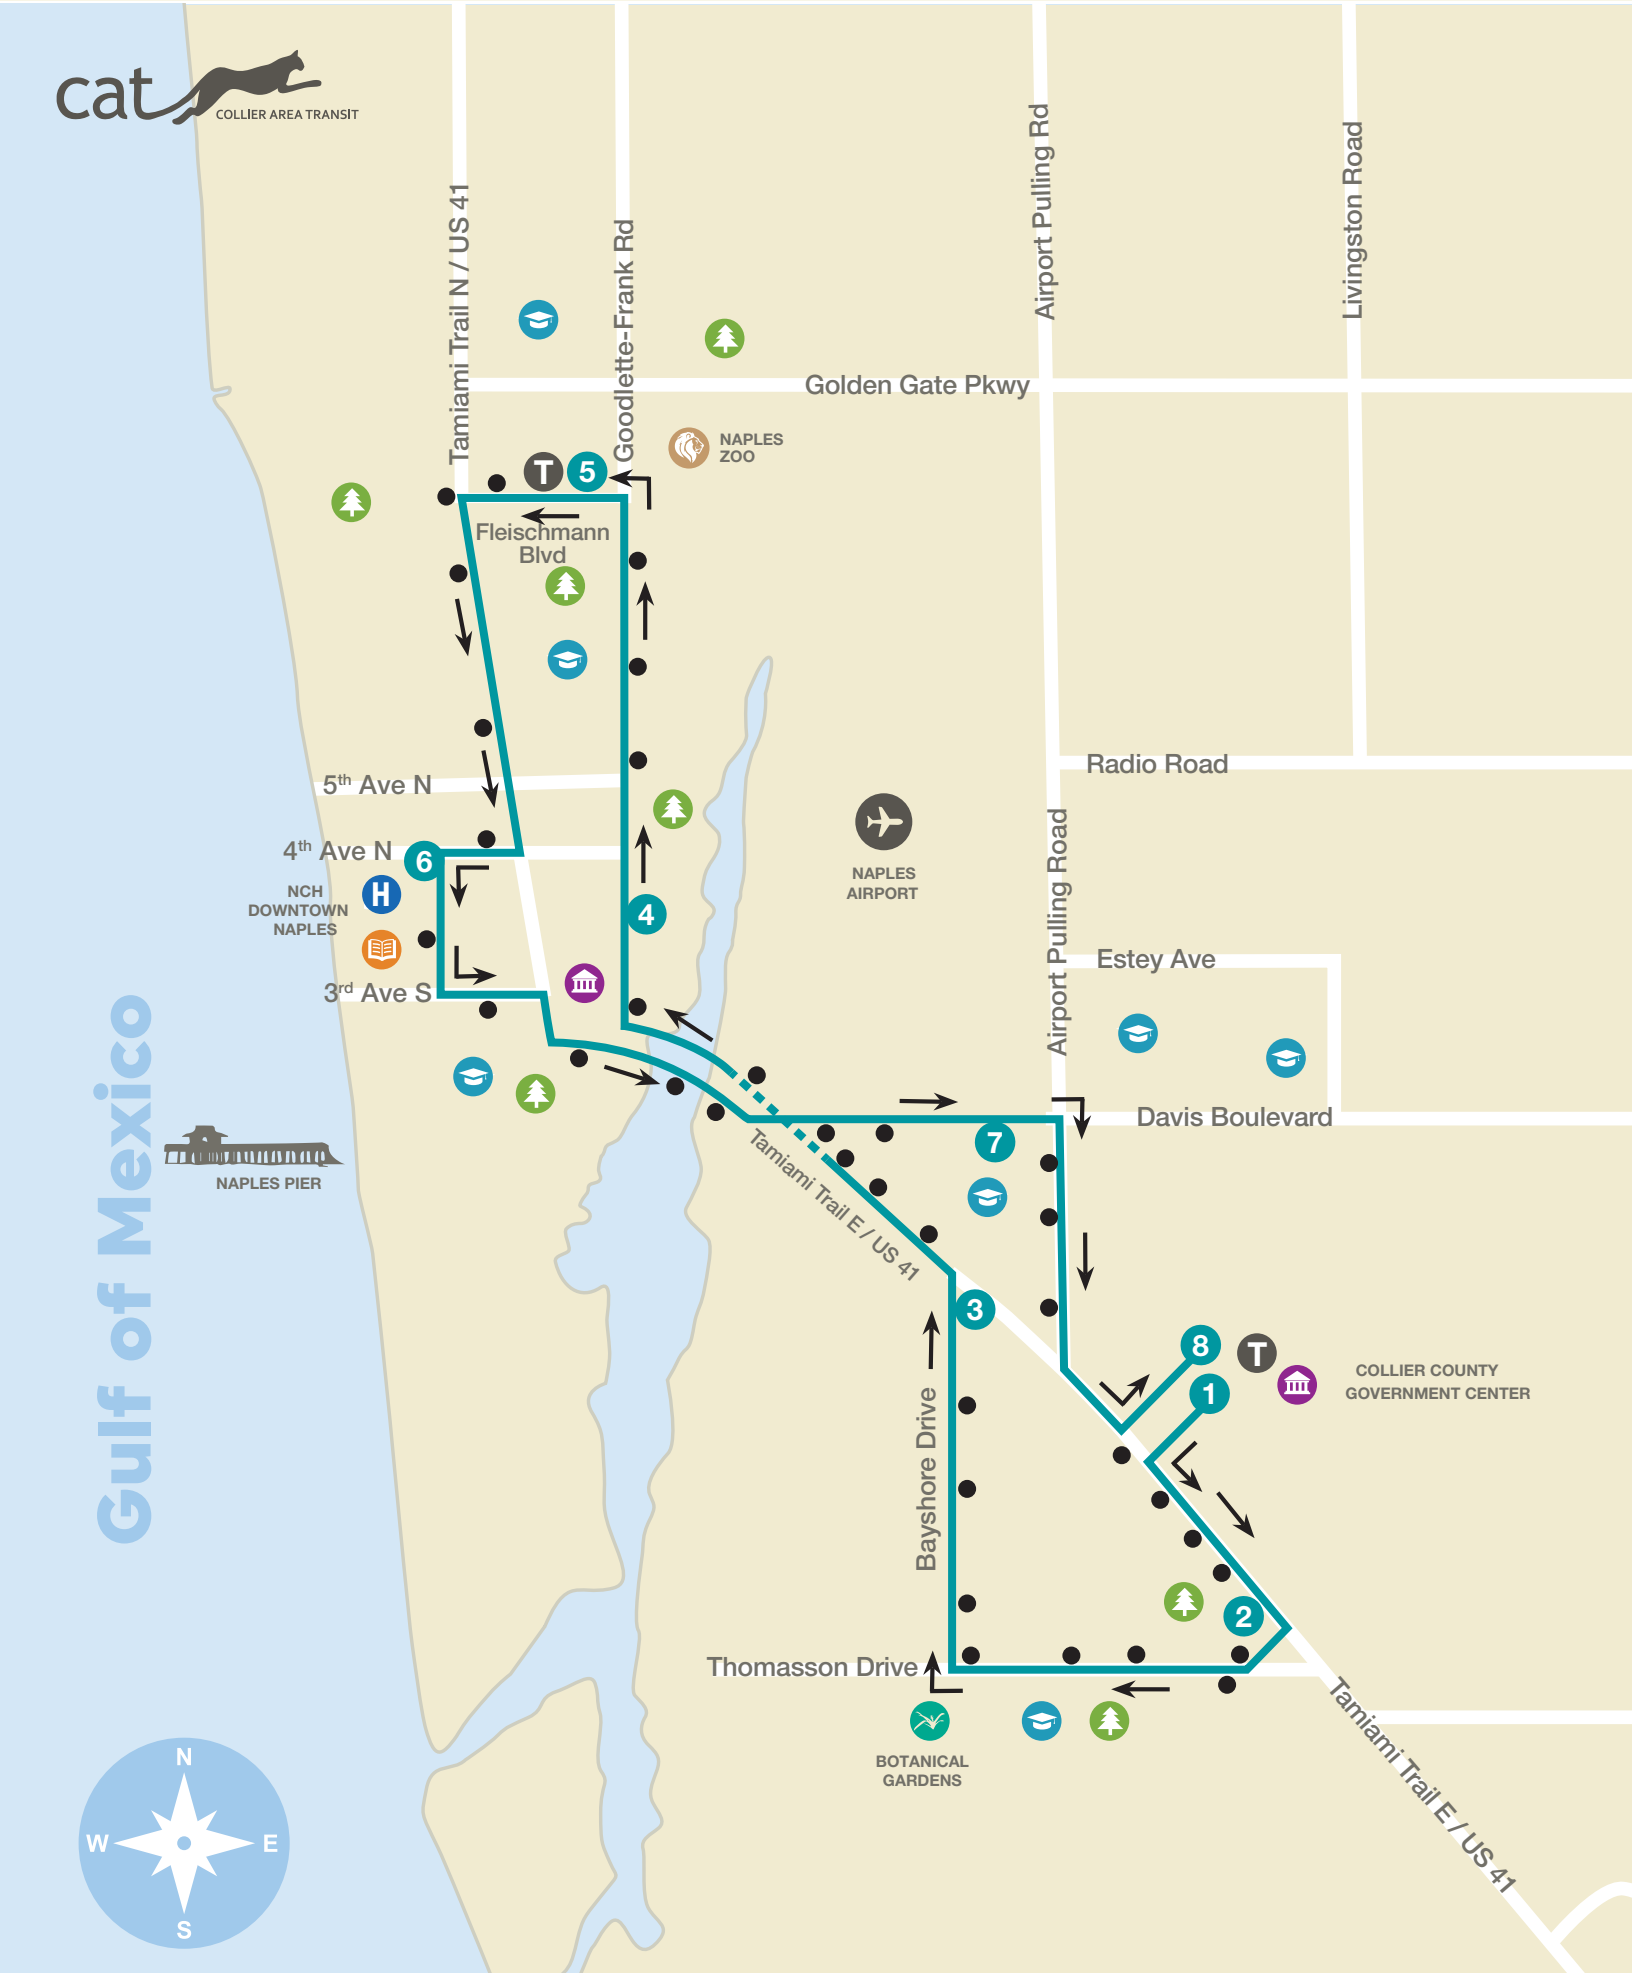 cat
COLLIER AREA TRANSIT
Tamiami Trail N / US 41
Goodlette-Frank Rd
Airport Pulling Rd
Livingston Road
Golden Gate Pkwy
NAPLES
ZOO
T
5
Fleischmann
Blvd
5th Ave N
Radio Road
4th Ave N
6
NCH
DOWNTOWN
NAPLES
H
NAPLES
AIRPORT
4
Airport Pulling Road
Estey Ave
3rd Ave S
Gulf of Mexico
Davis Boulevard
7
NAPLES PIER
Tamiami Trail E / US 41
3
8
T
1
COLLIER COUNTY
GOVERNMENT CENTER
Bayshore Drive
2
Thomasson Drive
BOTANICAL
GARDENS
Tamiami Trail E / US 41
N
W
E
S